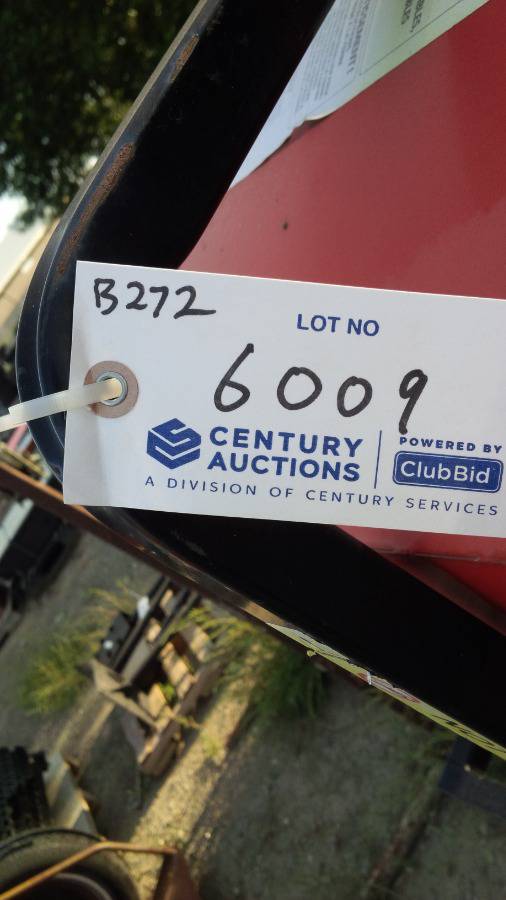 B272
LOT NO
6009
CENTURY
AUCTIONS
POWERED BY
ClubBid
A DIVISION OF CENTURY SERVICES